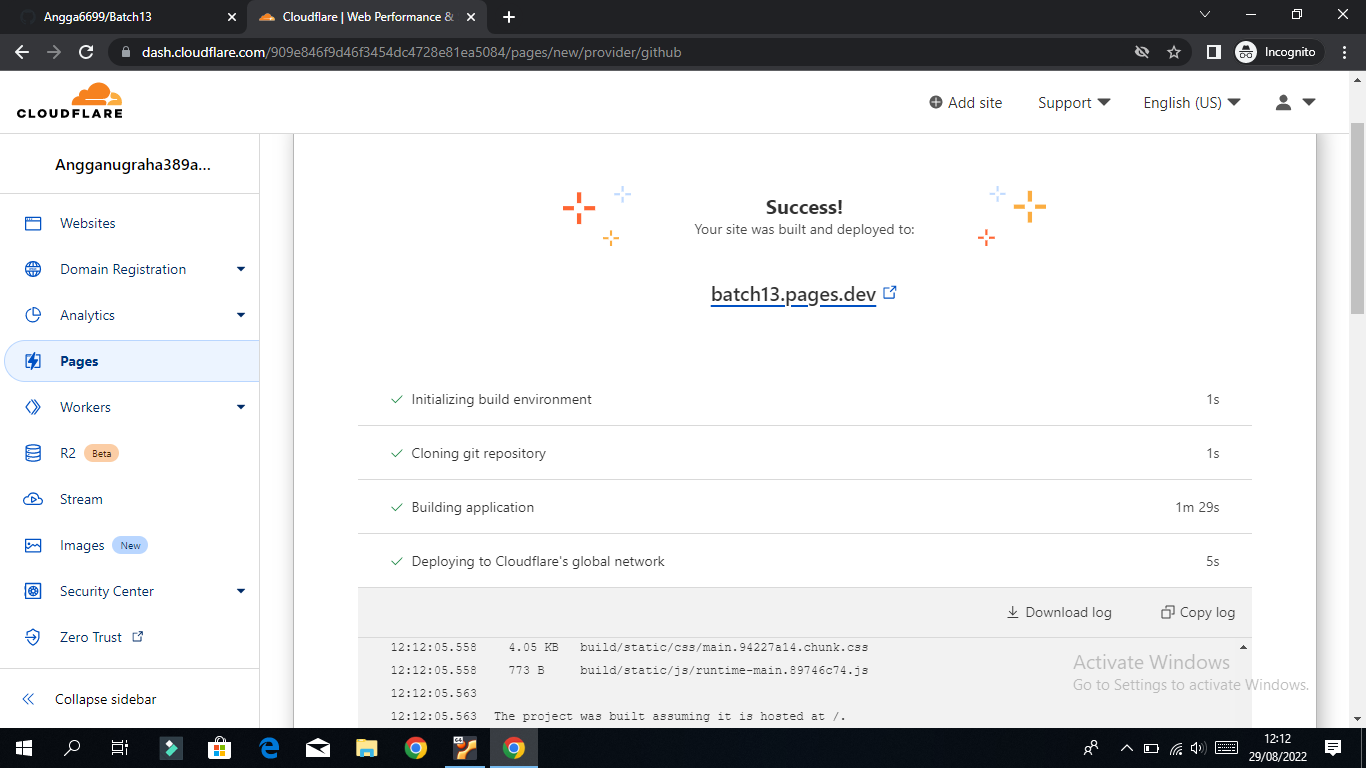 Angga6699/Batch13
Cloudflare | Web Performance &
dash.cloudflare.com/909e846f9d46f3454dc4728e81ea5084/pages/new/provider/github
Incognito
CLOUDFLARE
Add site
Support
English (US)
Angganugraha389a...
Websites
Domain Registration
Analytics
Pages
Workers
R2 Beta
Stream
Images New
Security Center
Zero Trust
Collapse sidebar
Success!
Your site was built and deployed to:
batch13.pages.dev
Initializing build environment 1s
Cloning git repository 1s
Building application 1m 29s
Deploying to Cloudflare's global network 5s
Download log Copy log
12:12:05.558 4.05 KB build/static/css/main.94227a14.chunk.css
12:12:05.558 773 B build/static/js/runtime-main.89746c74.js
12:12:05.563
12:12:05.563 The project was built assuming it is hosted at /.
Activate Windows
Go to Settings to activate Windows.
64
12:12
29/08/2022